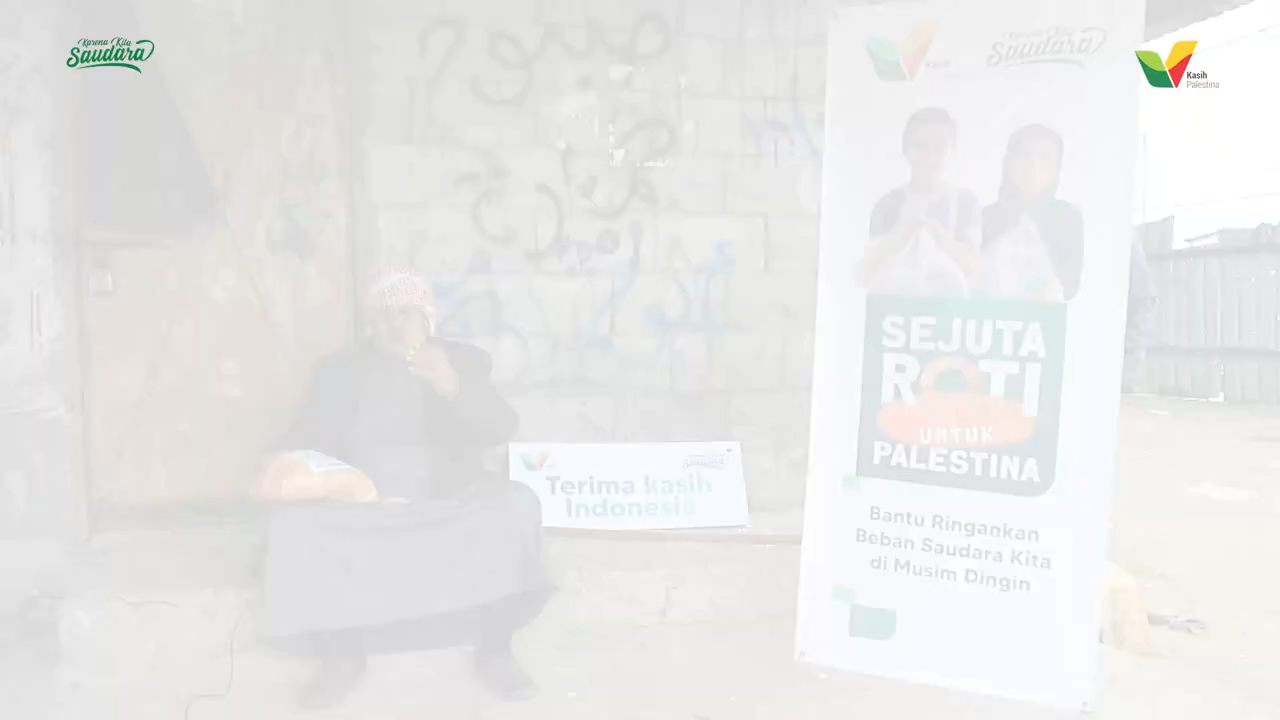 Karena Kita
Saudara
Kasih
Palestina
Saudara
SEJUTA
ROTI
UNTUK
PALESTINA
Bantu Ringankan
Beban Saudara Kita
di Musim Dingin
Terima kasih
Indonesia